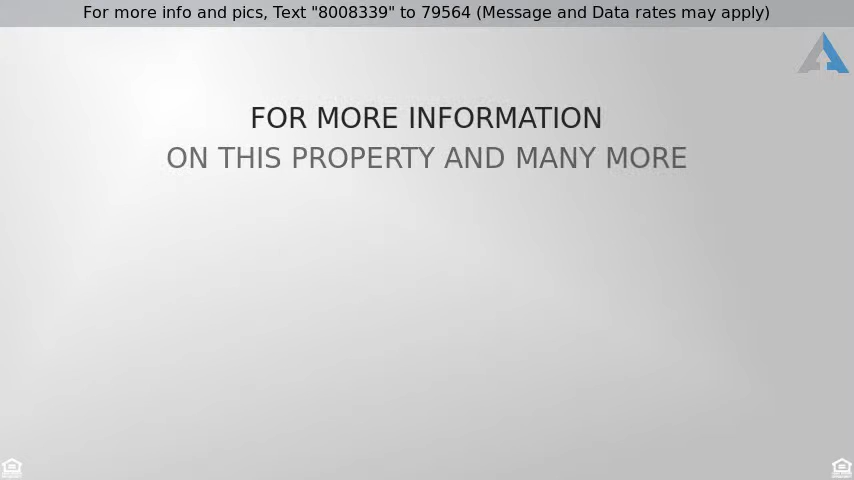 For more info and pics, Text "8008339" to 79564 (Message and Data rates may apply)
FOR MORE INFORMATION
ON THIS PROPERTY AND MANY MORE